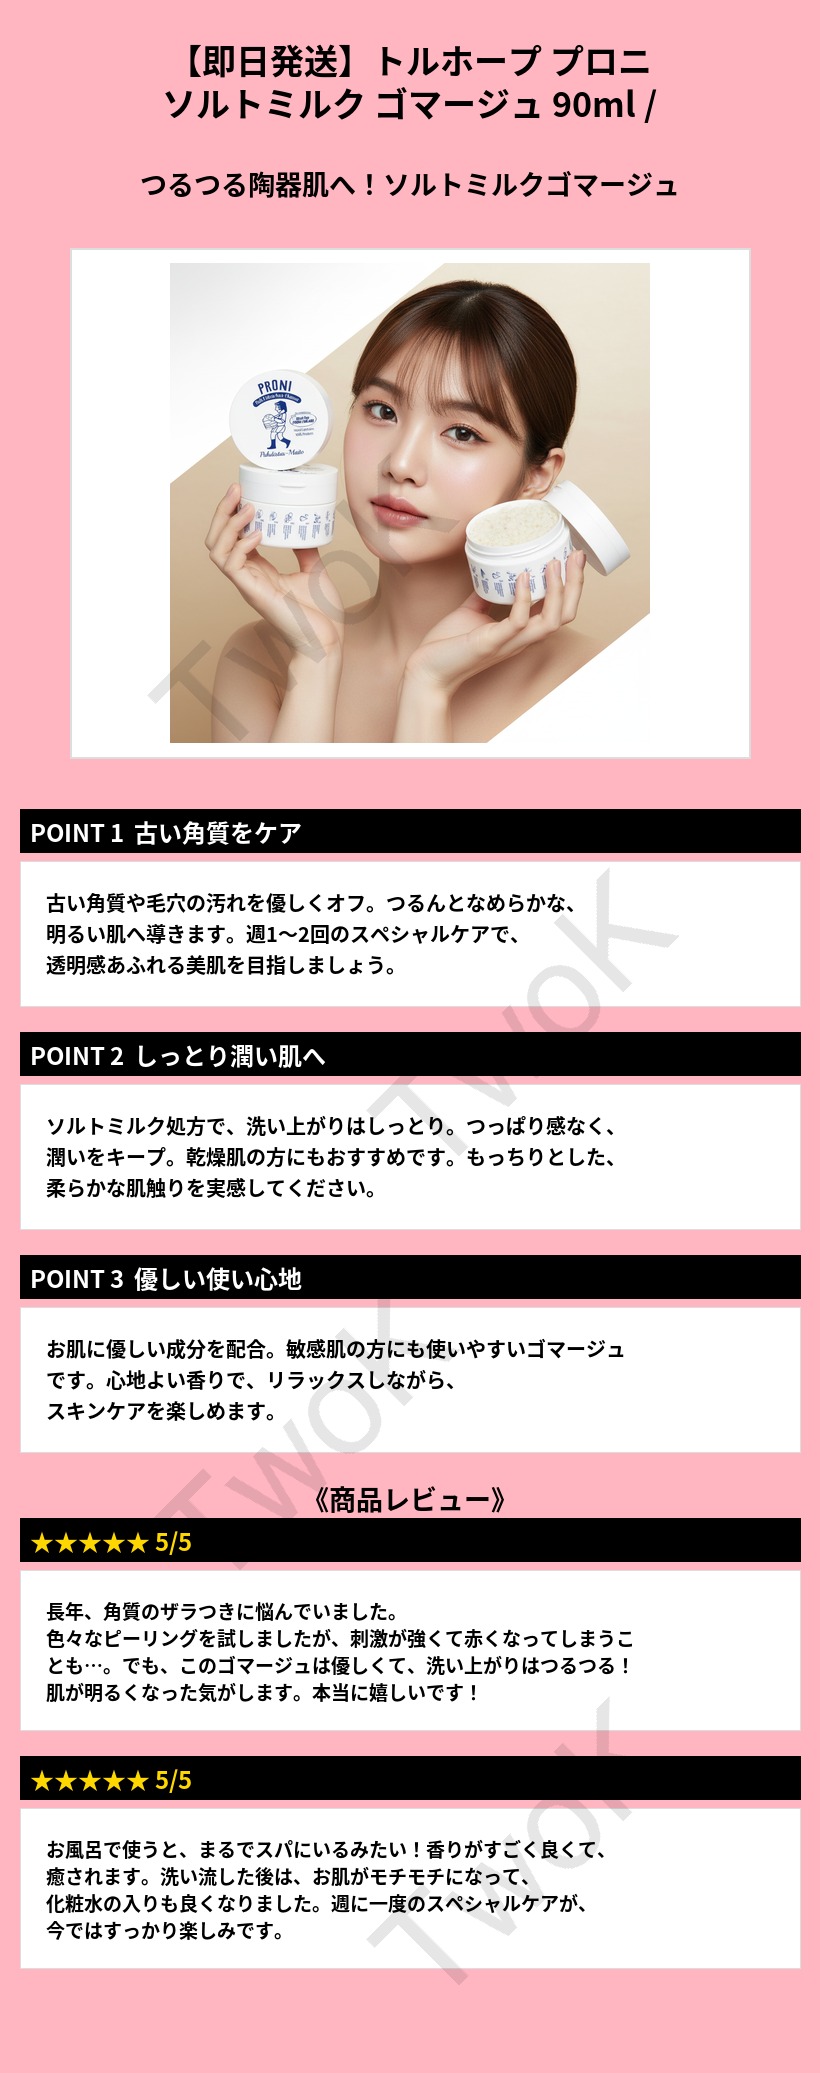 【即日発送】トルホープ プロニ
ソルトミルク ゴマージュ 90ml /
つるつる陶器肌へ！ソルトミルクゴマージュ
PRONI
TwoK
POINT 1 古い角質をケア
古い角質や毛穴の汚れを優しくオフ。つるんとなめらかな、
明るい肌へ導きます。週1〜2回のスペシャルケアで、
透明感あふれる美肌を目指しましょう。
TwoK
POINT 2 しっとり潤い肌へ
ソルトミルク処方で、洗い上がりはしっとり。つっぱり感なく、
潤いをキープ。乾燥肌の方にもおすすめです。もっちりとした、
柔らかな肌触りを実感してください。
POINT 3 優しい使い心地
お肌に優しい成分を配合。敏感肌の方にも使いやすいゴマージュ
です。心地よい香りで、リラックスしながら、
スキンケアを楽しめます。
TwoK
《商品レビュー》
★★★★★ 5/5
長年、角質のザラつきに悩んでいました。
色々なピーリングを試しましたが、刺激が強くて赤くなってしまうこ
とも…。でも、このゴマージュは優しくて、洗い上がりはつるつる！
肌が明るくなった気がします。本当に嬉しいです！
★★★★★ 5/5
お風呂で使うと、まるでスパにいるみたい！香りがすごく良くて、
癒されます。洗い流した後は、お肌がモチモチになって、
化粧水の入りも良くなりました。週に一度のスペシャルケアが、
今ではすっかり楽しみです。
TwoK